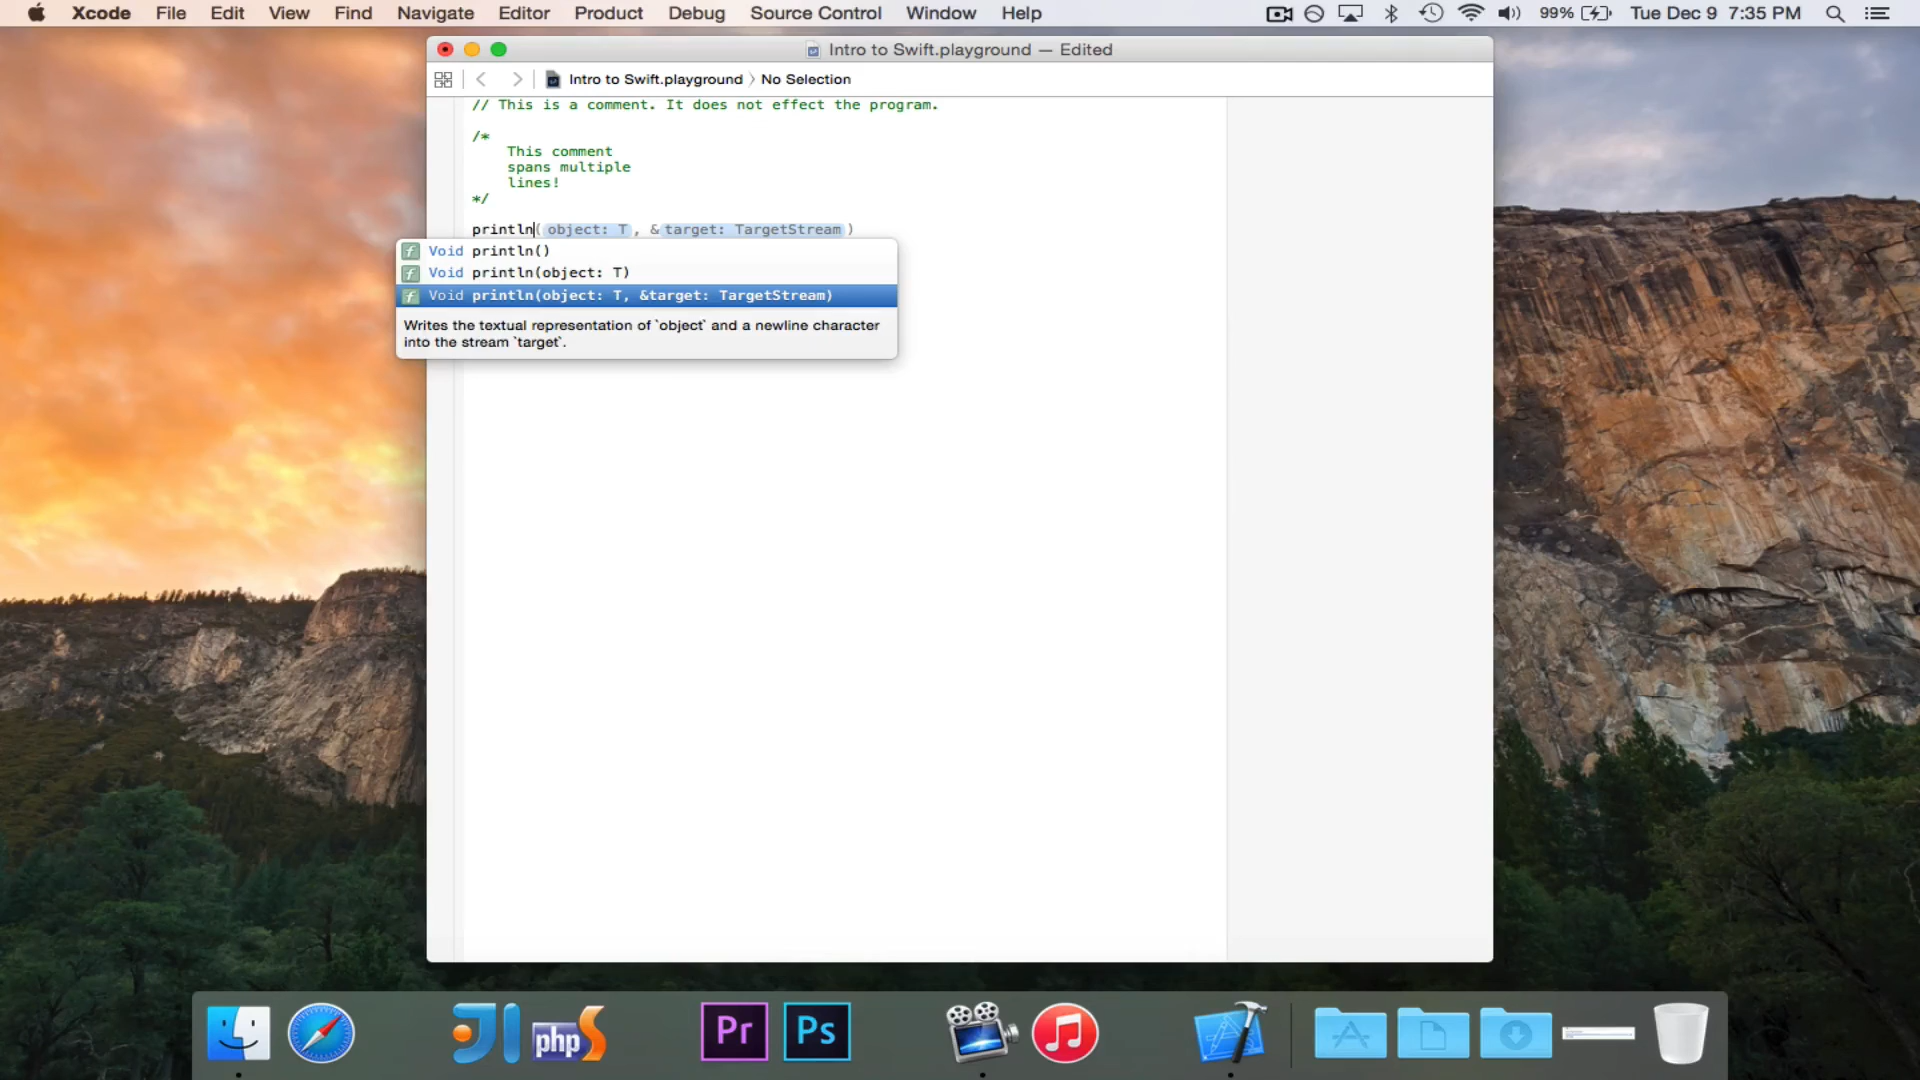 Xcode File Edit View Find Navigate Editor Product Debug Source Control Window Help 99% Tue Dec 9 7:35 PM
Intro to Swift.playground — Edited
Intro to Swift.playground No Selection
// This is a comment. It does not effect the program.
/*
This comment
spans multiple
lines!
*/
println(object: T, &target: TargetStream)
f Void println()
f Void println(object: T)
f Void println(object: T, &target: TargetStream)
Writes the textual representation of `object` and a newline character
into the stream `target`.
JI php S Pr Ps